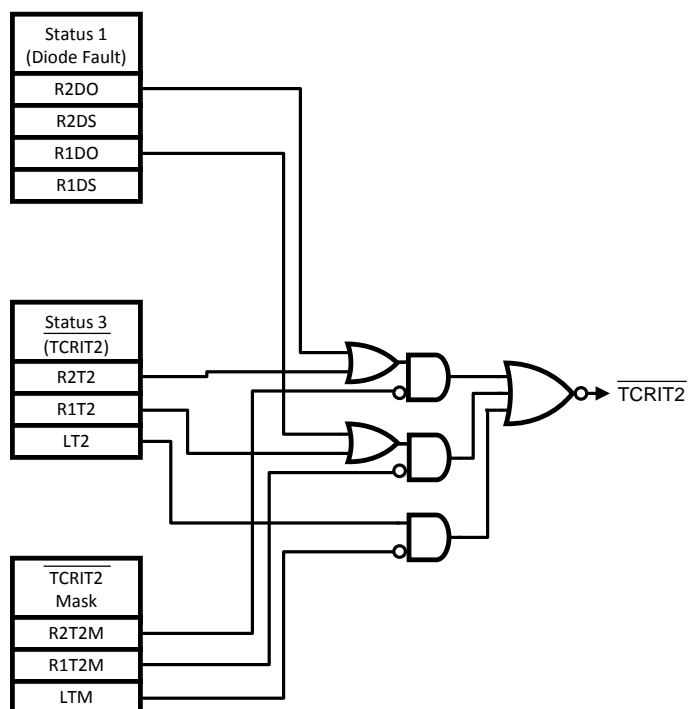 Status 1
(Diode Fault)
R2DO
R2DS
R1DO
R1DS
Status 3
(TCRIT2)
R2T2
R1T2
LT2
TCRIT2
TCRIT2
Mask
R2T2M
R1T2M
LTM